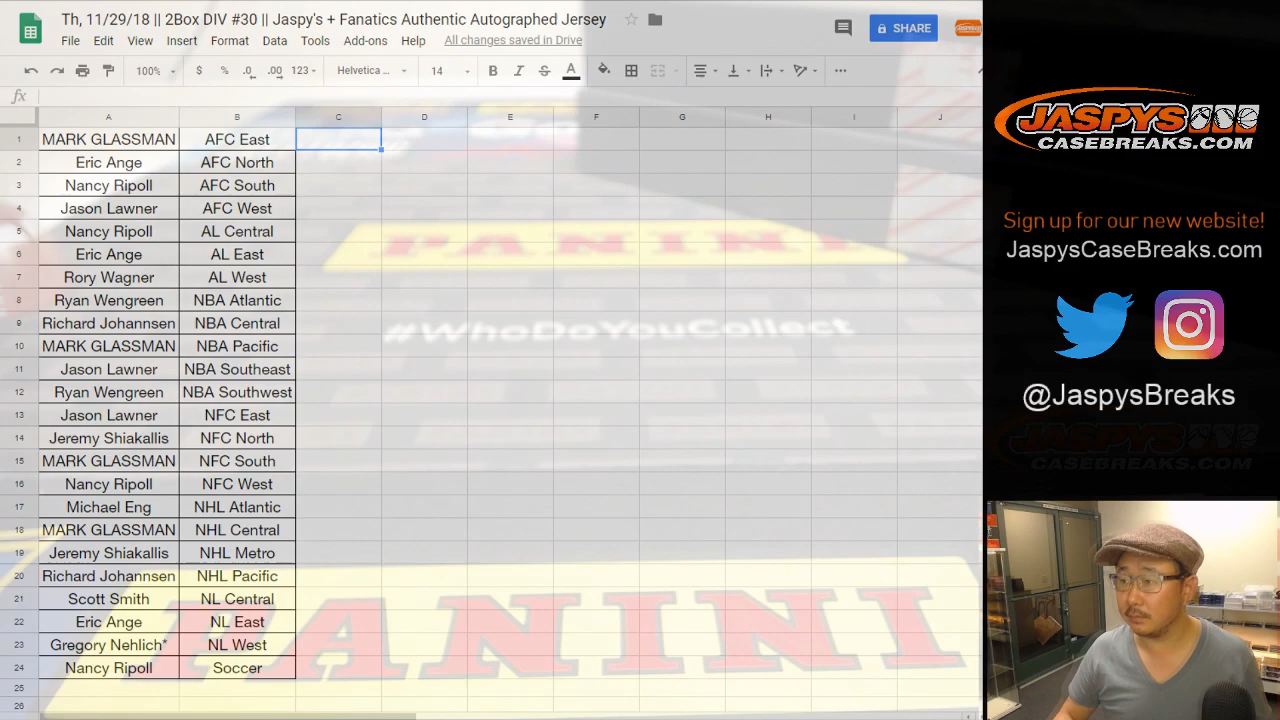 Th, 11/29/18 || 2Box DIV #30 || Jaspy's + Fanatics Authentic Autographed Jersey
File Edit View Insert Format Data Tools Add-ons Help All changes saved in Drive
SHARE
100% $ % .0 .00 123 Helvetica ... 14 B I S A
fx
A B C D E F G H I J
1 MARK GLASSMAN AFC East
2 Eric Ange AFC North
3 Nancy Ripoll AFC South
4 Jason Lawner AFC West
5 Nancy Ripoll AL Central
6 Eric Ange AL East
7 Rory Wagner AL West
8 Ryan Wengreen NBA Atlantic
9 Richard Johannsen NBA Central
10 MARK GLASSMAN NBA Pacific
11 Jason Lawner NBA Southeast
12 Ryan Wengreen NBA Southwest
13 Jason Lawner NFC East
14 Jeremy Shiakallis NFC North
15 MARK GLASSMAN NFC South
16 Nancy Ripoll NFC West
17 Michael Eng NHL Atlantic
18 MARK GLASSMAN NHL Central
19 Jeremy Shiakallis NHL Metro
20 Richard Johannsen NHL Pacific
21 Scott Smith NL Central
22 Eric Ange NL East
23 Gregory Nehlich* NL West
24 Nancy Ripoll Soccer
25
26
PANINI
#WhoDoYouCollect
PANINI
JASPYS
CASEBREAKS.COM
Sign up for our new website!
JaspysCaseBreaks.com
@JaspysBreaks
JASPYS
CASEBREAKS.COM